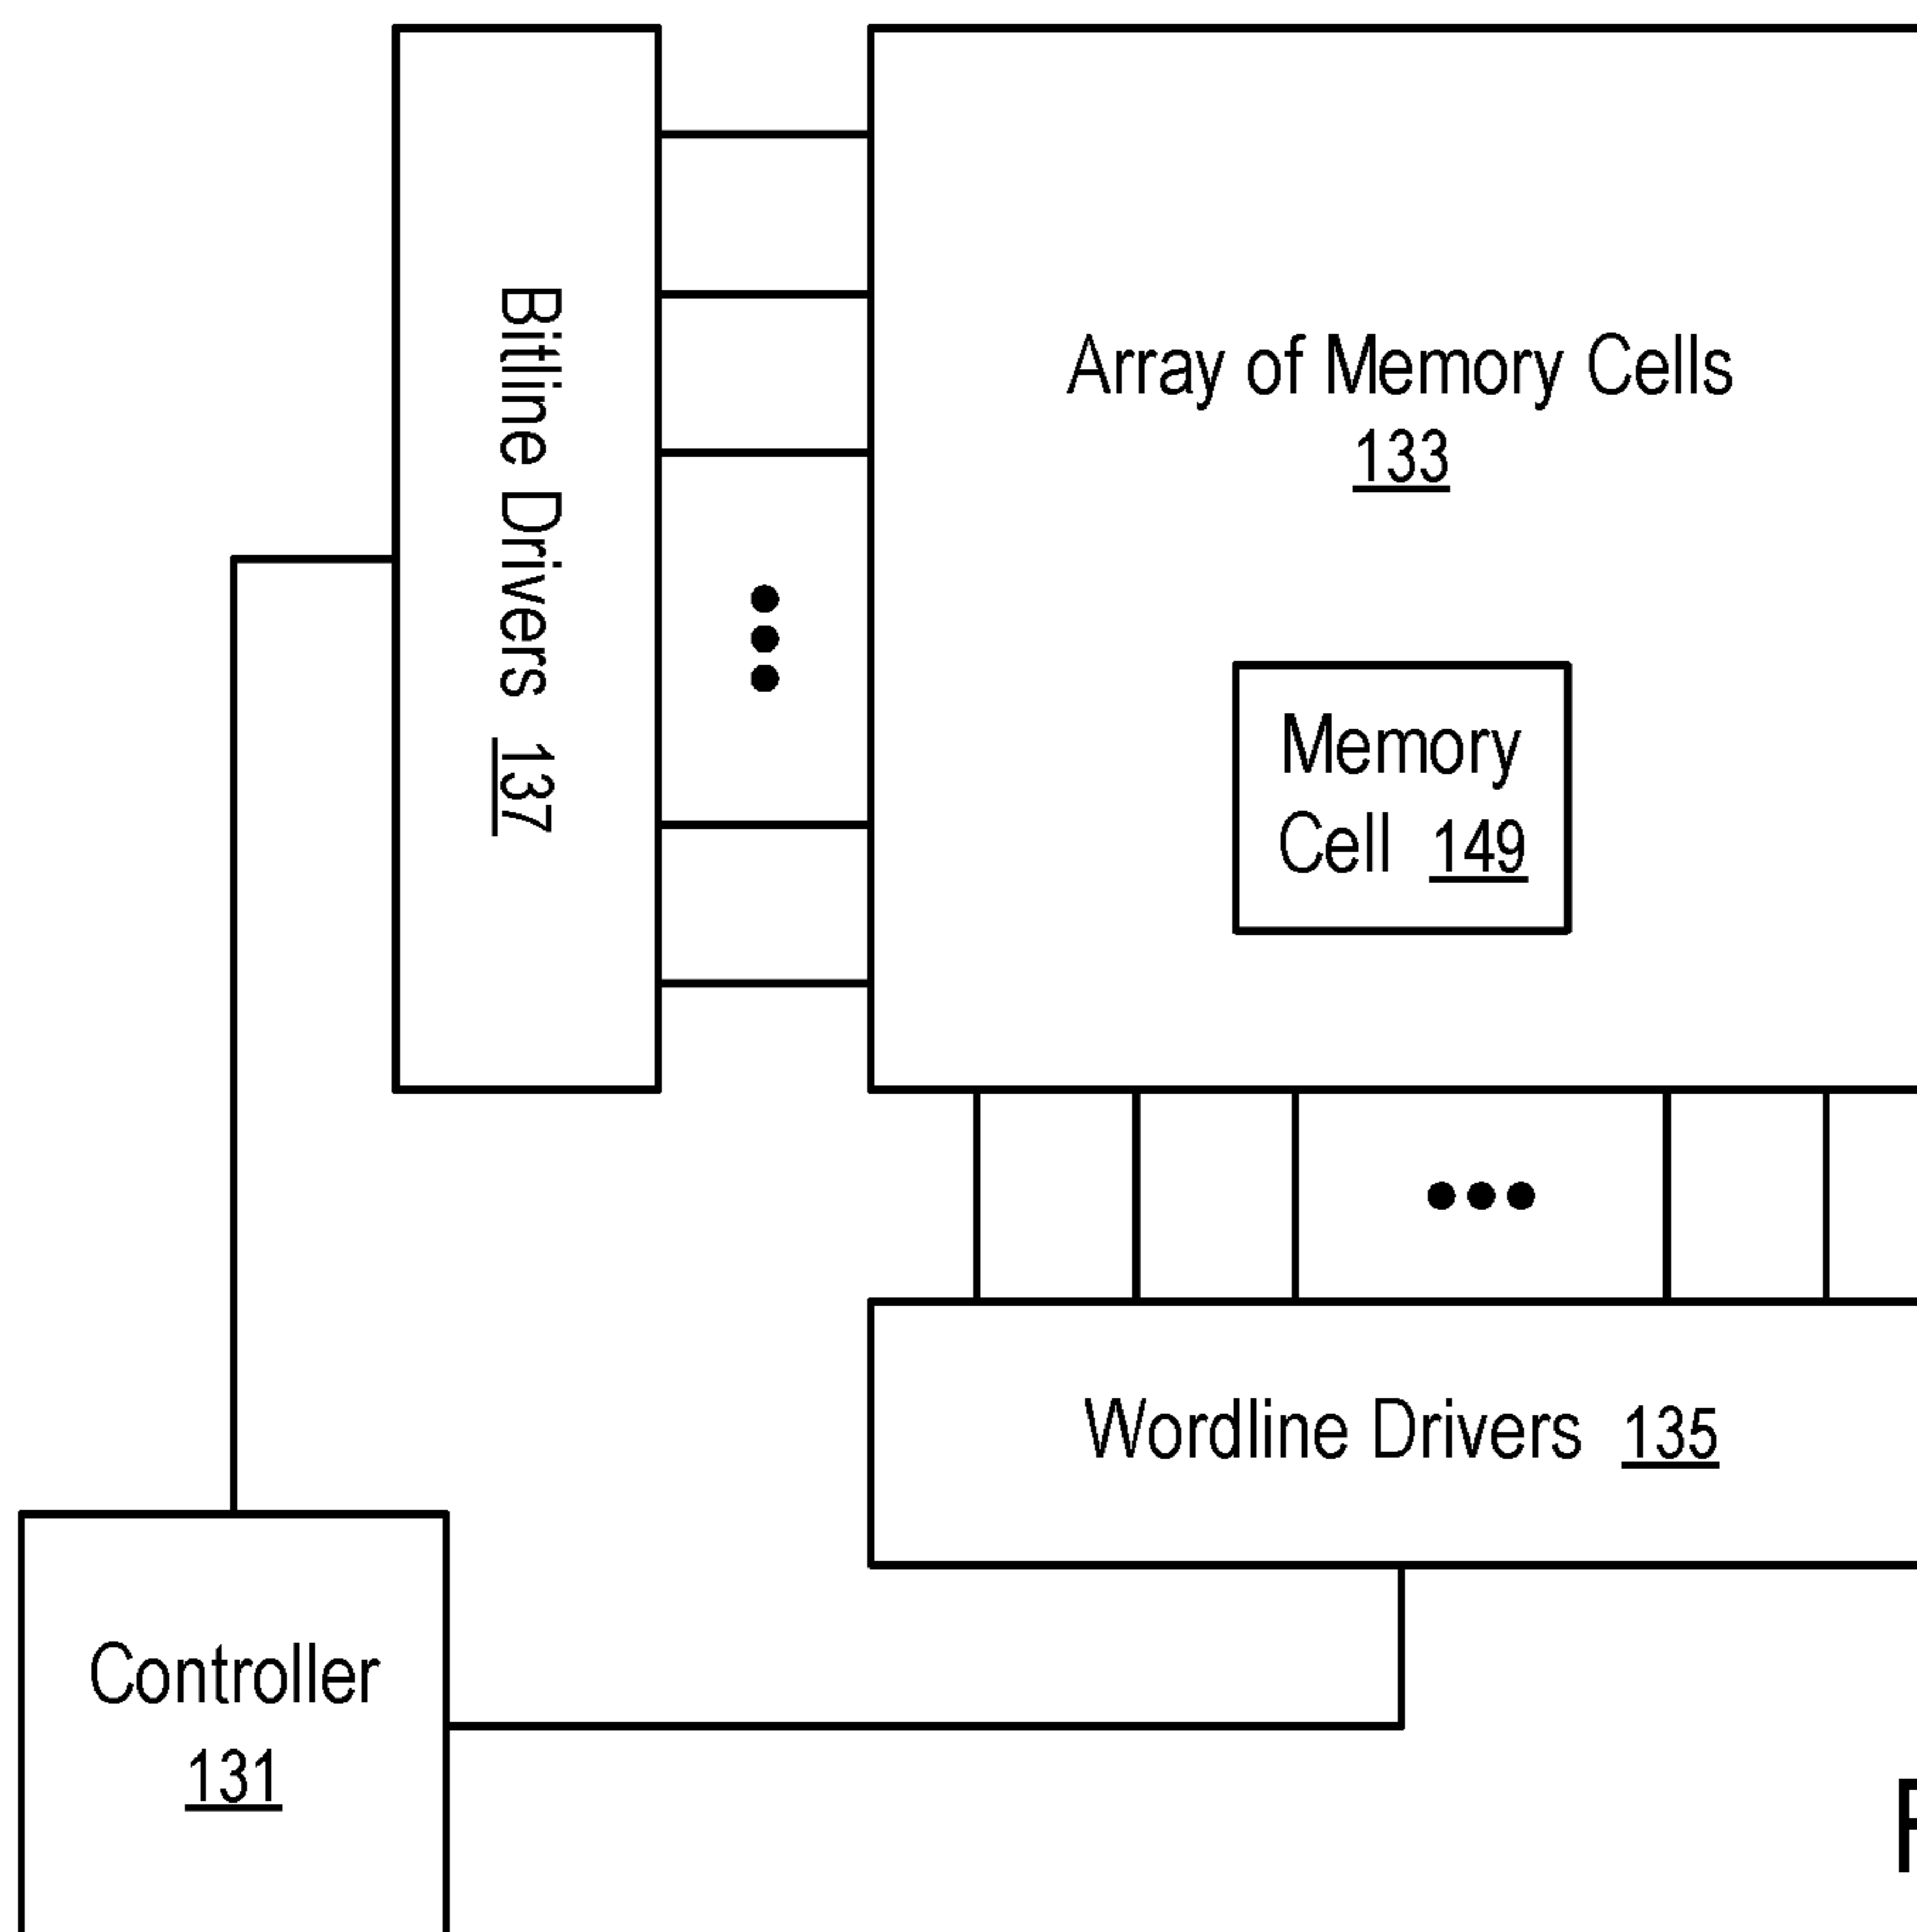 Bitline Drivers 137
Array of Memory Cells
133
Memory
Cell 149
Wordline Drivers 135
Controller
131